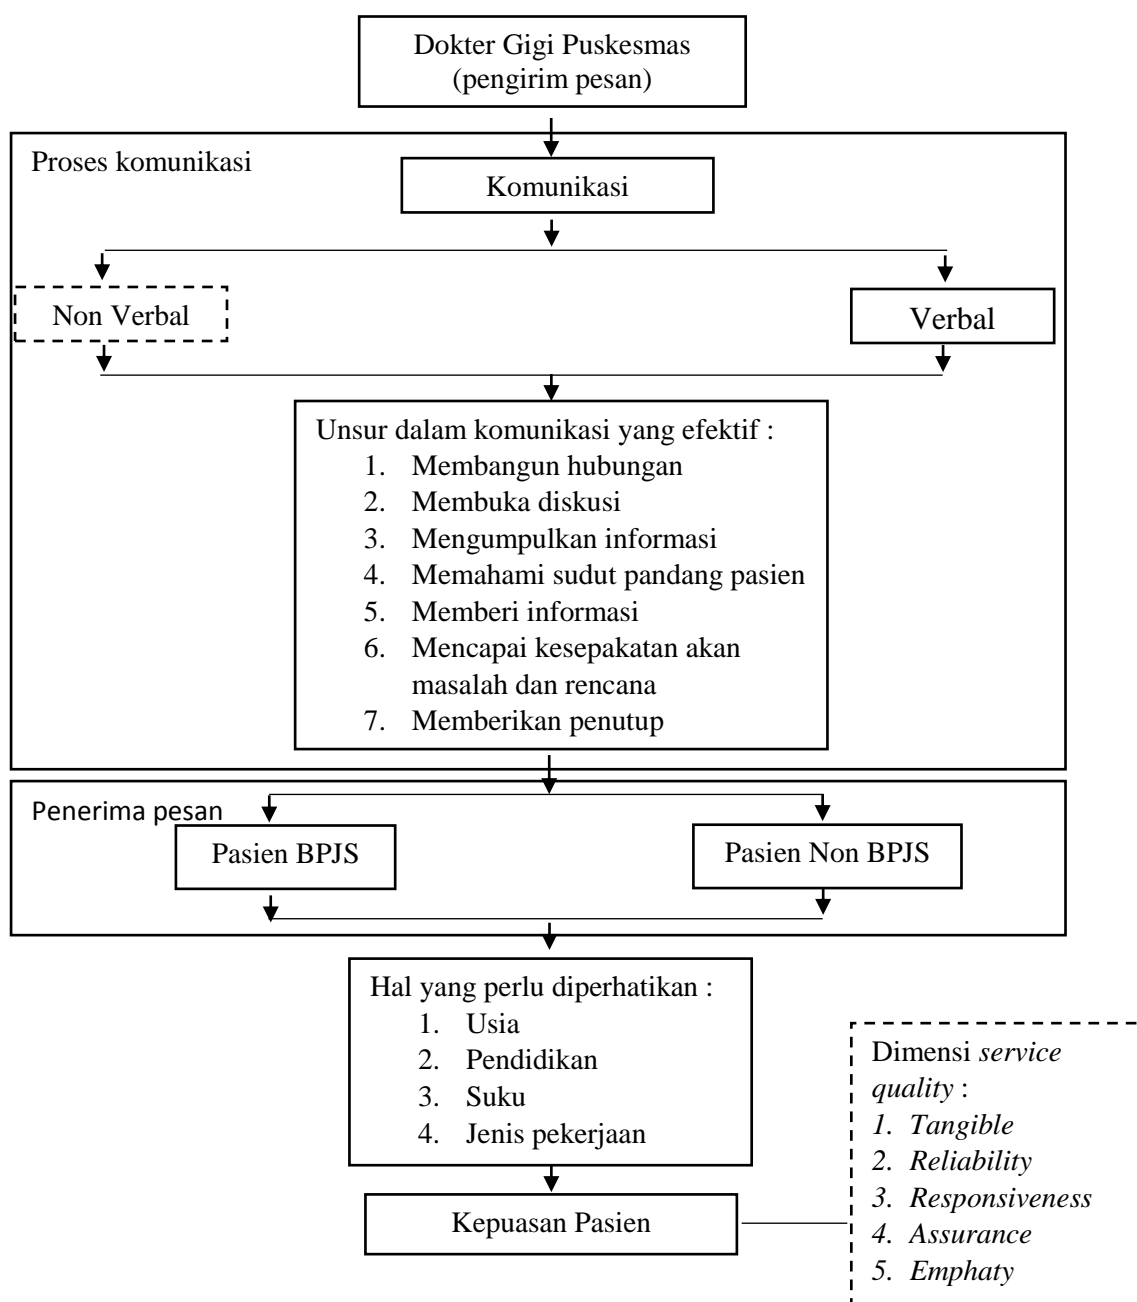 Dokter Gigi Puskesmas
(pengirim pesan)
Proses komunikasi
Komunikasi
Non Verbal
Verbal
Unsur dalam komunikasi yang efektif :
1. Membangun hubungan
2. Membuka diskusi
3. Mengumpulkan informasi
4. Memahami sudut pandang pasien
5. Memberi informasi
6. Mencapai kesepakatan akan
masalah dan rencana
7. Memberikan penutup
Penerima pesan
Pasien BPJS
Pasien Non BPJS
Hal yang perlu diperhatikan :
1. Usia
2. Pendidikan
3. Suku
4. Jenis pekerjaan
Kepuasan Pasien
Dimensi service
quality :
1. Tangible
2. Reliability
3. Responsiveness
4. Assurance
5. Emphaty